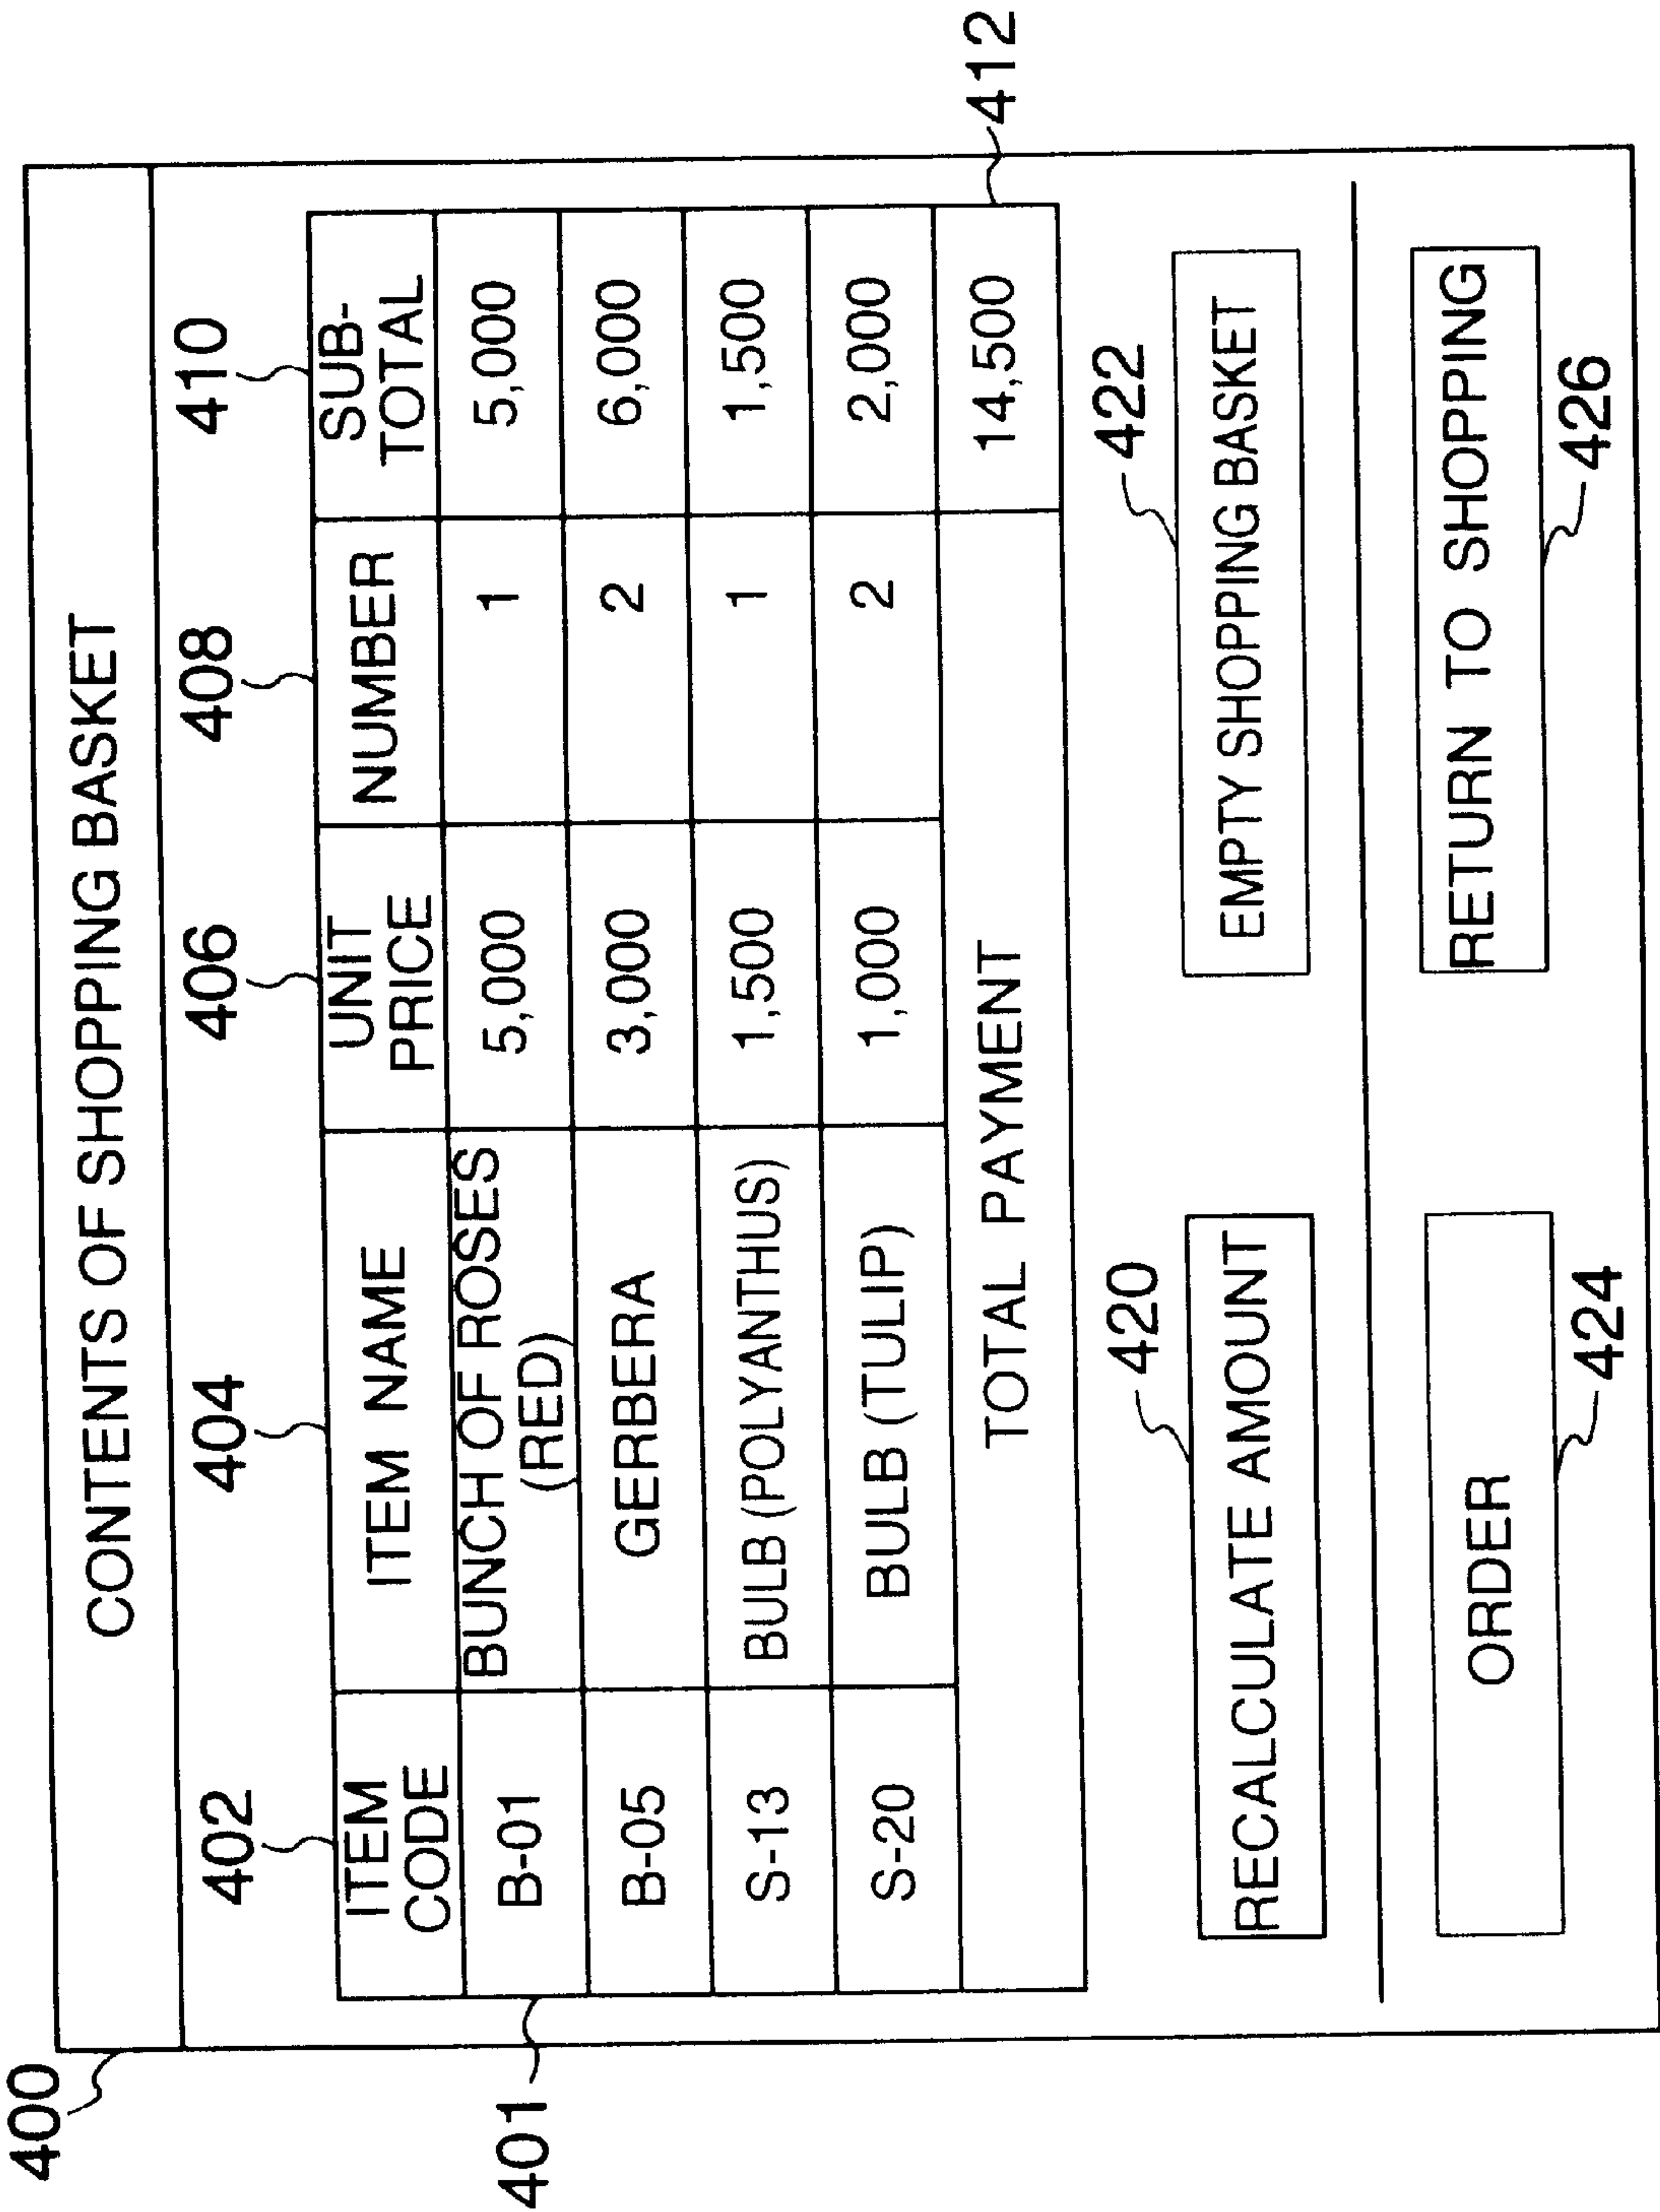 400
CONTENTS OF SHOPPING BASKET
402 404 406 408 410
ITEM CODE ITEM NAME UNIT PRICE NUMBER SUB-TOTAL
401
B-01 BUNCH OF ROSES (RED) 5,000 1 5,000
B-05 GERBERA 3,000 2 6,000
S-13 BULB (POLYANTHUS) 1,500 1 1,500
S-20 BULB (TULIP) 1,000 2 2,000
TOTAL PAYMENT 14,500 412
420 422
RECALCULATE AMOUNT EMPTY SHOPPING BASKET
ORDER RETURN TO SHOPPING
424 426